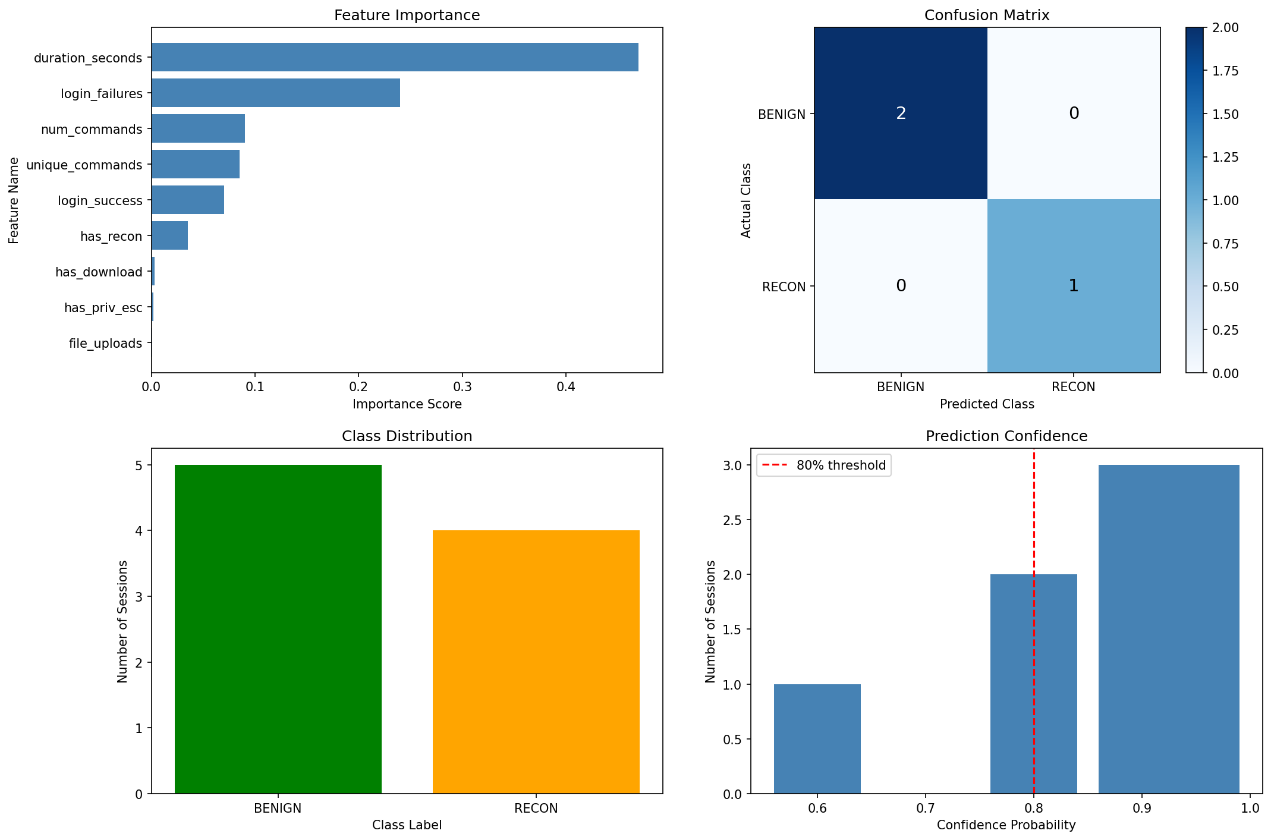 Feature Importance
Feature Name
duration_seconds
login_failures
num_commands
unique_commands
login_success
has_recon
has_download
has_priv_esc
file_uploads
0.0 0.1 0.2 0.3 0.4
Importance Score
Confusion Matrix
Actual Class
BENIGN 2 0
RECON 0 1
BENIGN RECON
Predicted Class
2.00
1.75
1.50
1.25
1.00
0.75
0.50
0.25
0.00
Class Distribution
Number of Sessions
5
4
3
2
1
0
BENIGN RECON
Class Label
Prediction Confidence
80% threshold
Number of Sessions
3.0
2.5
2.0
1.5
1.0
0.5
0.0
0.6 0.7 0.8 0.9 1.0
Confidence Probability